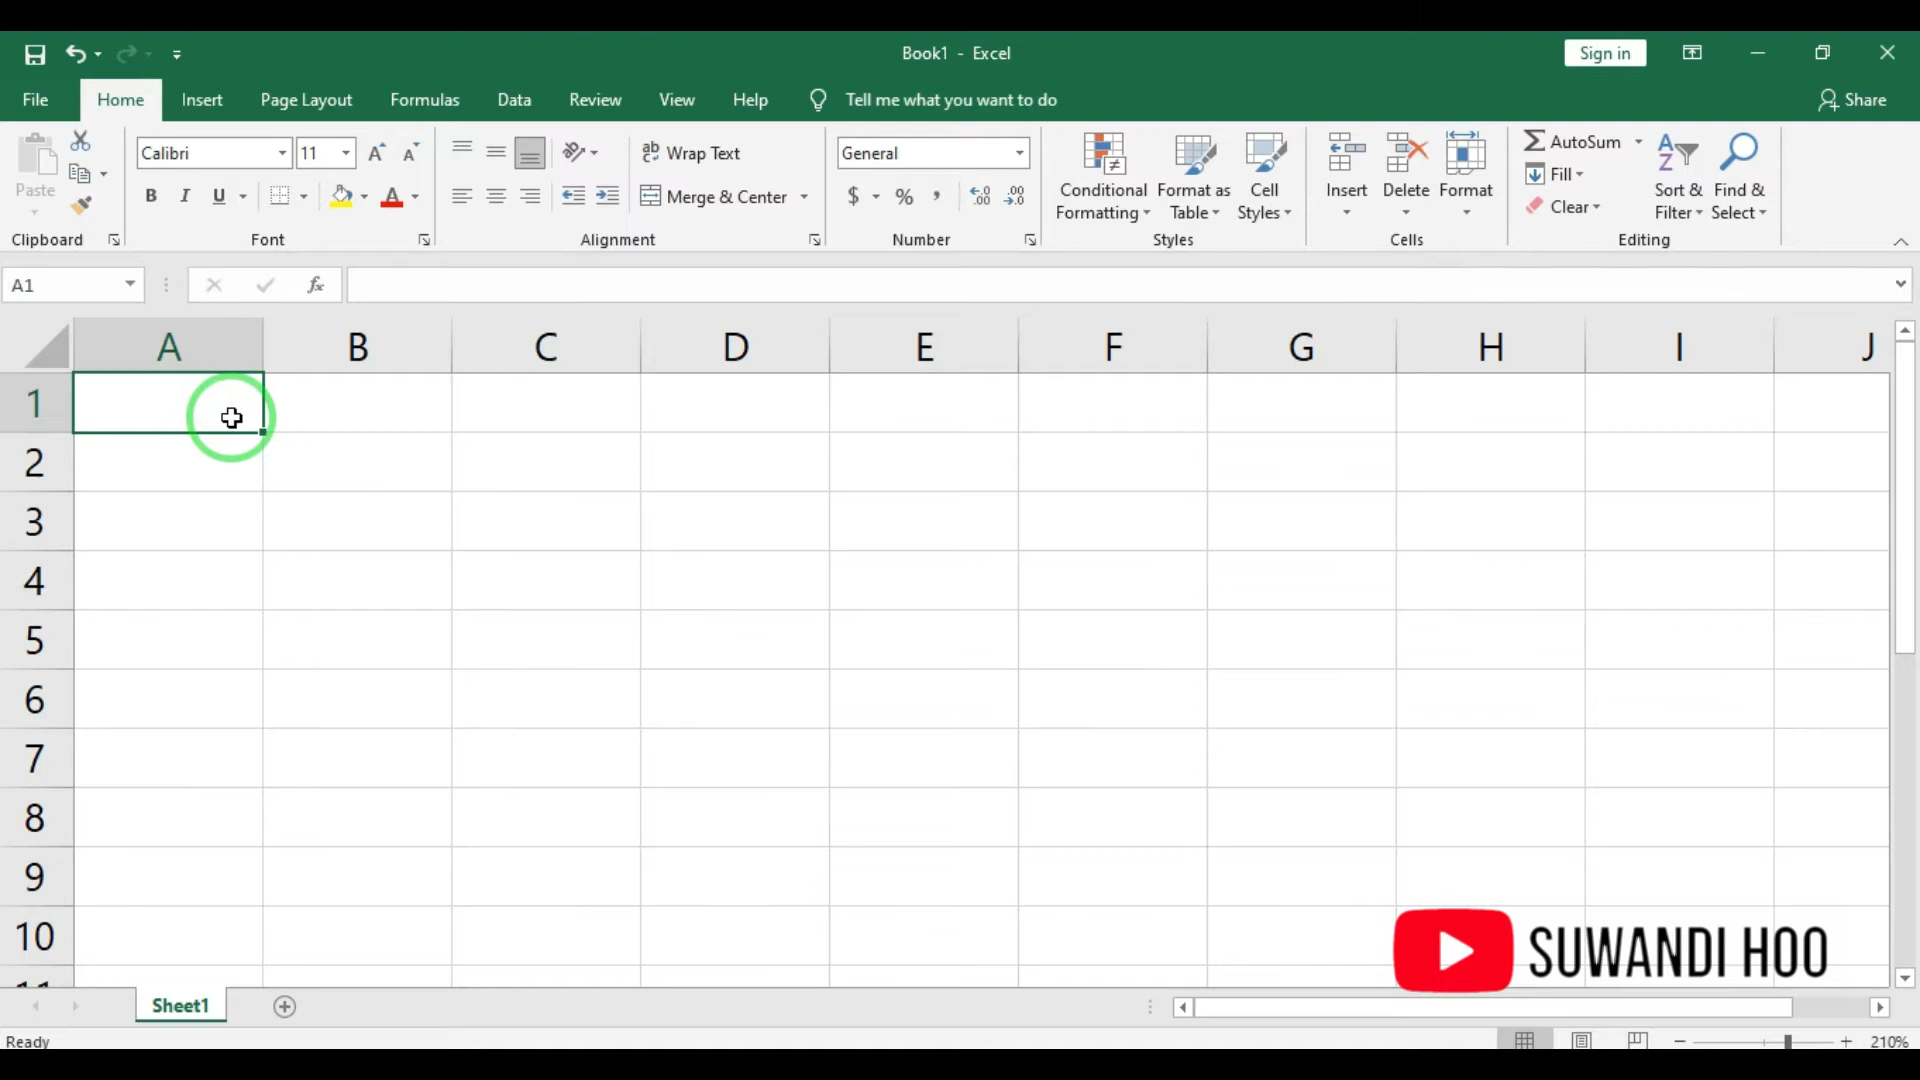 Book1 - Excel
Sign in
File Home Insert Page Layout Formulas Data Review View Help Tell me what you want to do Share
Paste
Calibri 11
Wrap Text
General
Conditional Formatting
Format as Table
Cell Styles
Insert Delete Format
AutoSum
Fill
Clear
Sort & Filter
Find & Select
B I U
Merge & Center
$ % ,
Clipboard Font Alignment Number Styles Cells Editing
A1 fx
A B C D E F G H I J
1
2
3
4
5
6
7
8
9
10
11
SUWANDI HOO
Sheet1
Ready 210%